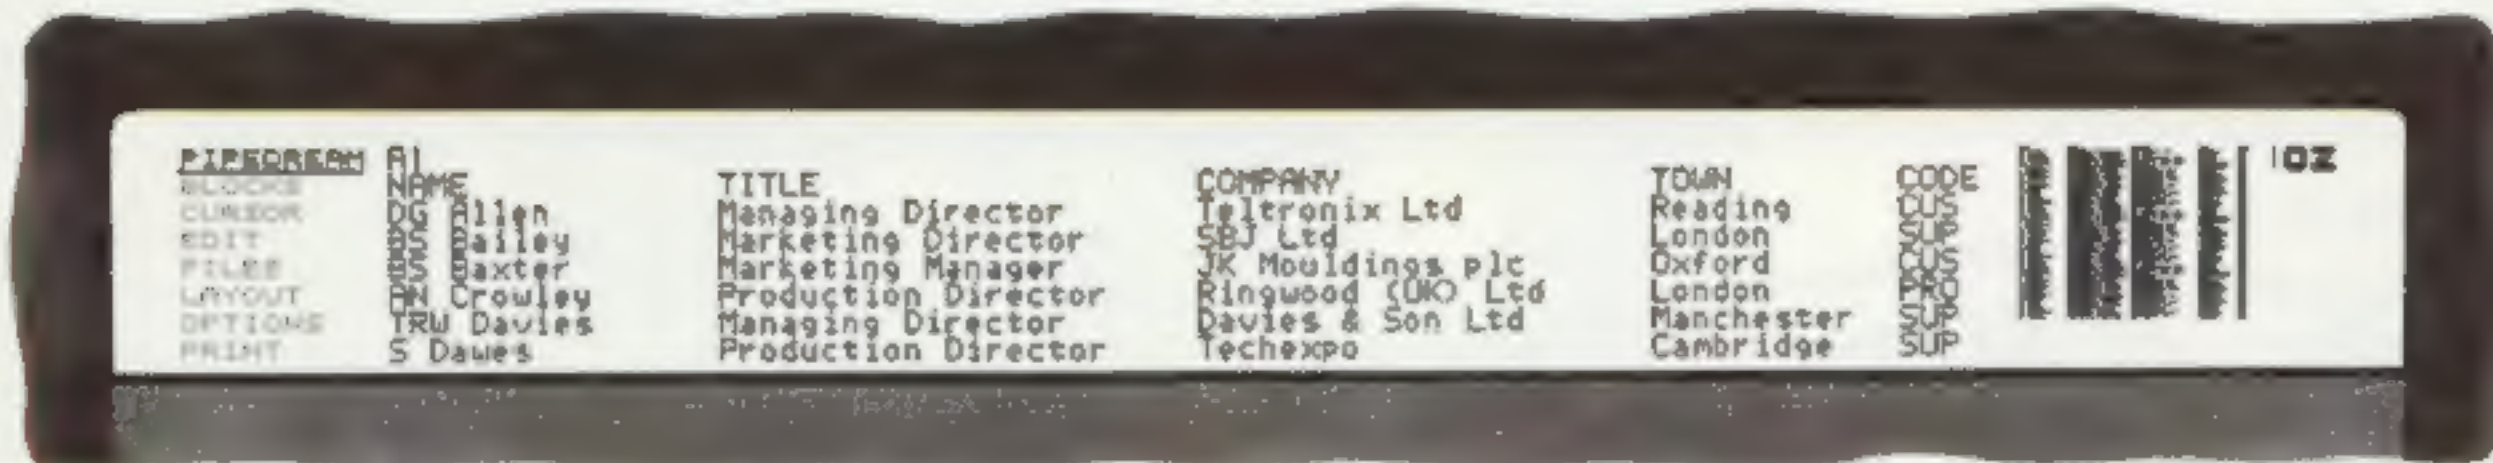 PIPEDREAM A1 OZ
BLOCKS NAME TITLE COMPANY TOWN CODE
CURSOR DG Allen Managing Director Teltronix Ltd Reading CUS
EDIT BS Bailey Marketing Director SBJ Ltd London SUP
FILES BS Baxter Marketing Manager JK Mouldings plc Oxford CUS
LAYOUT AN Crowley Production Director Ringwood (UK) Ltd London PRO
OPTIONS TRW Davies Managing Director Davies & Son Ltd Manchester SUP
PRINT S Dawes Production Director Techexpo Cambridge SUP